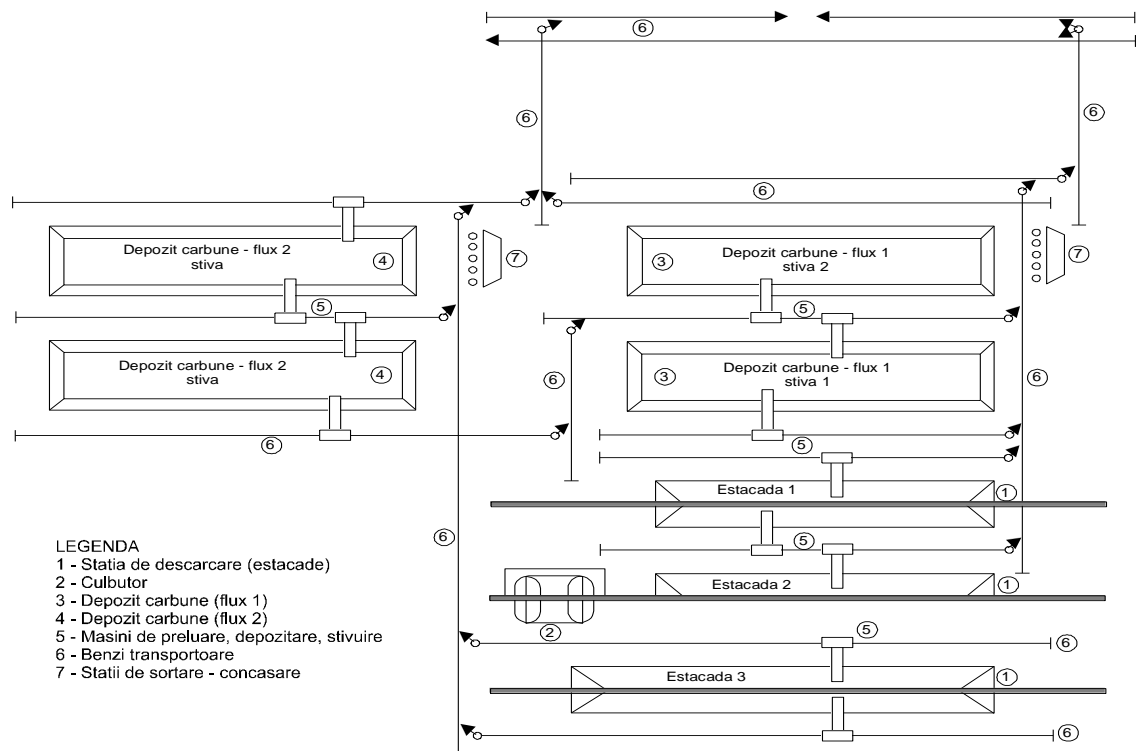 6
6
6
6
Depozit carbune - flux 2
stiva
4
7
Depozit carbune - flux 1
stiva 2
3
7
5
5
Depozit carbune - flux 2
stiva
4
6
Depozit carbune - flux 1
stiva 1
3
6
6
5
Estacada 1
1
6
5
Estacada 2
1
2
5
6
Estacada 3
1
6
LEGENDA
1 - Statia de descarcare (estacade)
2 - Culbutor
3 - Depozit carbune (flux 1)
4 - Depozit carbune (flux 2)
5 - Masini de preluare, depozitare, stivuire
6 - Benzi transportoare
7 - Statii de sortare - concasare